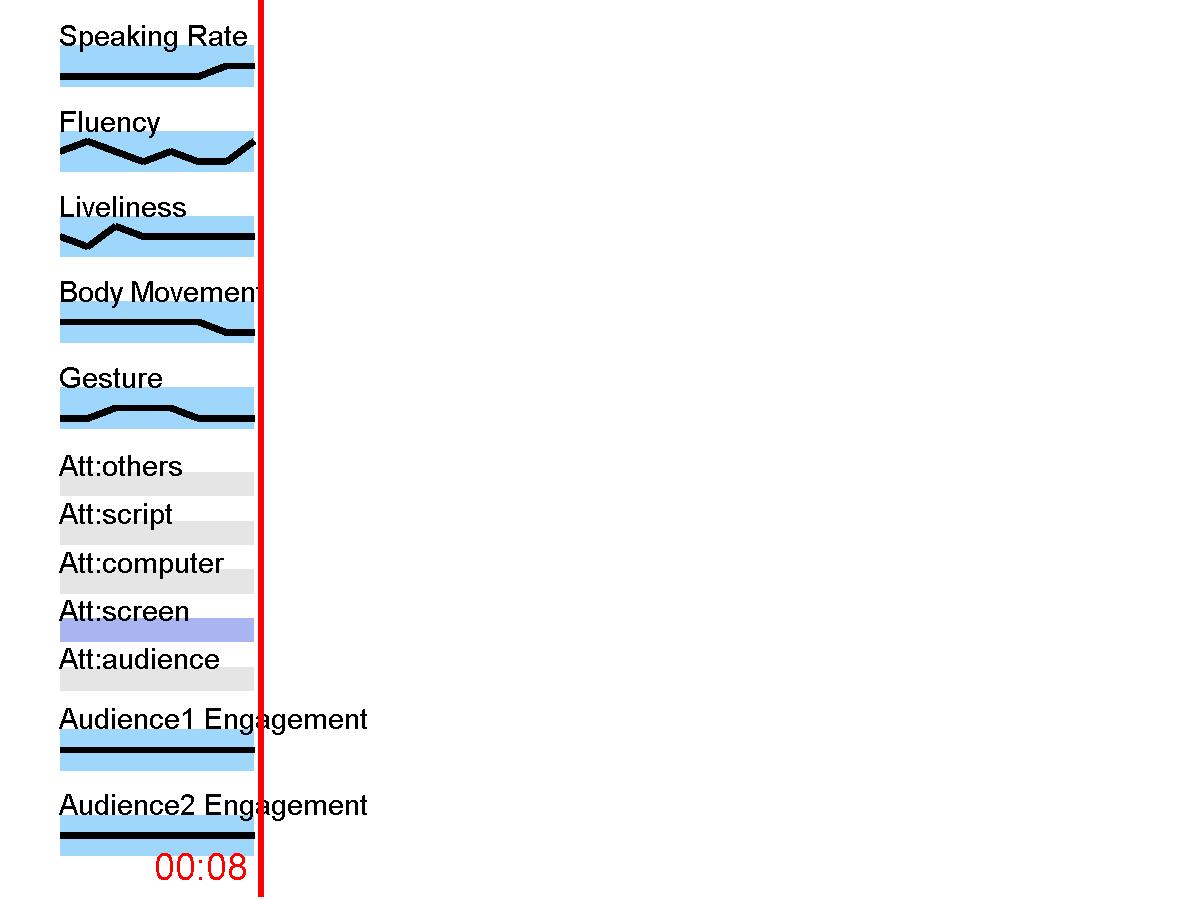 Speaking Rate
Fluency
Liveliness
Body Movement
Gesture
Att:others
Att:script
Att:computer
Att:screen
Att:audience
Audience1 Engagement
Audience2 Engagement
00:08